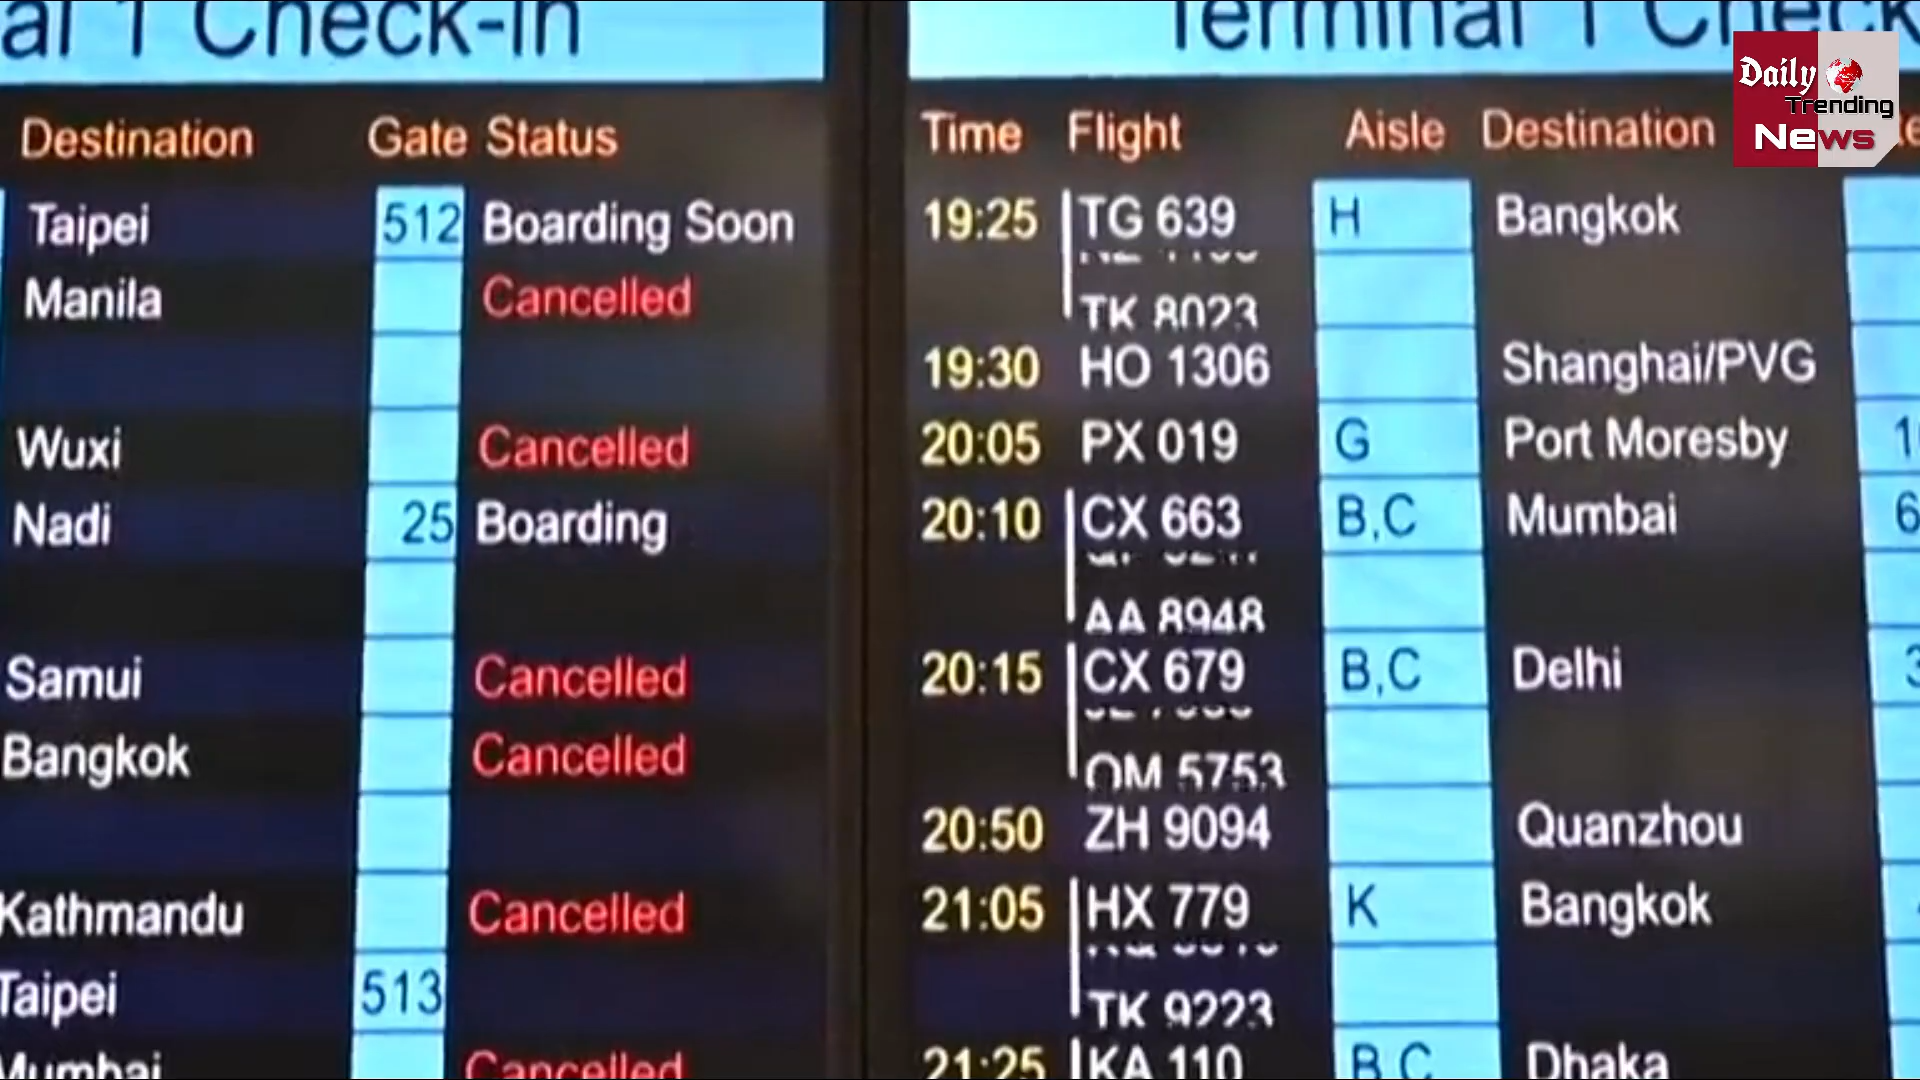 al 1 Check-in
Destination Gate Status
Taipei 512 Boarding Soon
Manila Cancelled
Wuxi Cancelled
Nadi 25 Boarding
Samui Cancelled
Bangkok Cancelled
Kathmandu Cancelled
Taipei 513
Mumbai Cancelled
Terminal 1 Check
Time Flight Aisle Destination
19:25 TG 639 H Bangkok
TK 8023
19:30 HO 1306 Shanghai/PVG
20:05 PX 019 G Port Moresby
20:10 CX 663 B,C Mumbai 6
AA 8948
20:15 CX 679 B,C Delhi 3
QM 5753
20:50 ZH 9094 Quanzhou
21:05 HX 779 K Bangkok
TK 9223
21:25 KA 110 B,C Dhaka
Daily
Trending
News